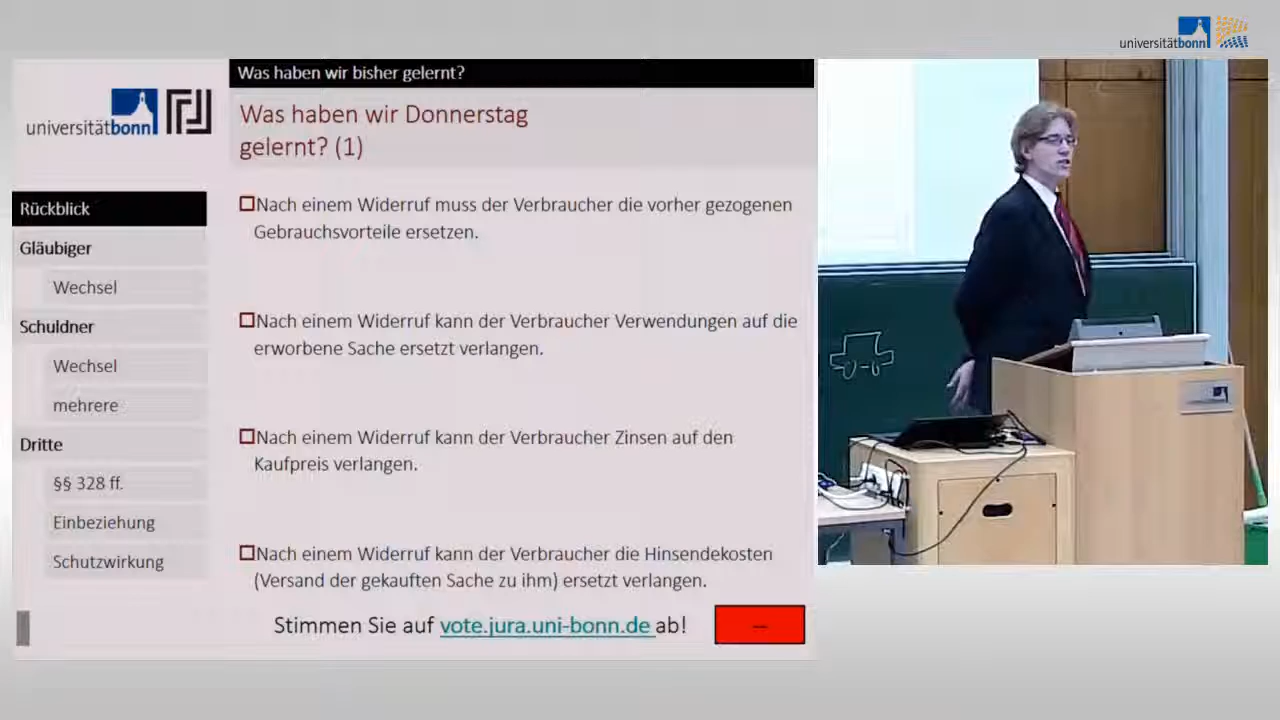 universitätbonn
Was haben wir bisher gelernt?
universitätbonn
Was haben wir Donnerstag
gelernt? (1)
Rückblick
Gläubiger
Wechsel
Schuldner
Wechsel
mehrere
Dritte
§§ 328 ff.
Einbeziehung
Schutzwirkung
Nach einem Widerruf muss der Verbraucher die vorher gezogenen
Gebrauchsvorteile ersetzen.
Nach einem Widerruf kann der Verbraucher Verwendungen auf die
erworbene Sache ersetzt verlangen.
Nach einem Widerruf kann der Verbraucher Zinsen auf den
Kaufpreis verlangen.
Nach einem Widerruf kann der Verbraucher die Hinsendekosten
(Versand der gekauften Sache zu ihm) ersetzt verlangen.
Stimmen Sie auf vote.jura.uni-bonn.de ab!